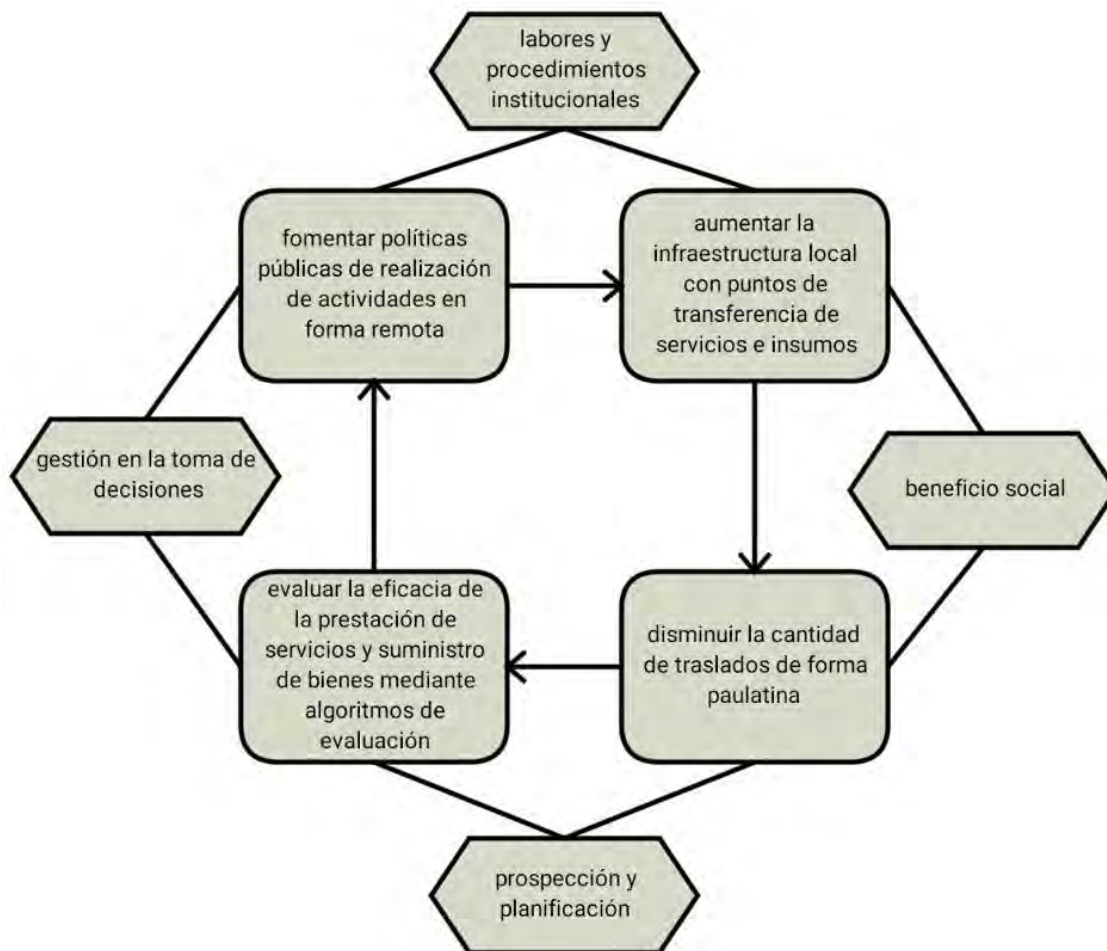 labores y
procedimientos
institucionales
fomentar políticas
públicas de realización
de actividades en
forma remota
aumentar la
infraestructura local
con puntos de
transferencia de
servicios e insumos
gestión en la toma de
decisiones
beneficio social
evaluar la eficacia de
la prestación de
servicios y suministro
de bienes mediante
algoritmos de
evaluación
disminuir la cantidad
de traslados de forma
paulatina
prospección y
planificación